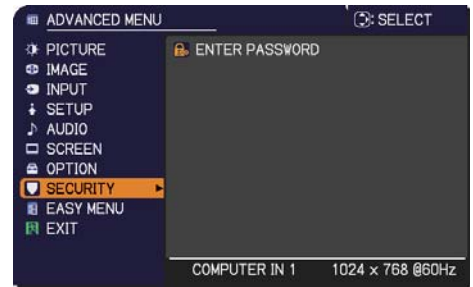 ADVANCED MENU : SELECT
PICTURE ENTER PASSWORD
IMAGE
INPUT
SETUP
AUDIO
SCREEN
OPTION
SECURITY
EASY MENU
EXIT
COMPUTER IN 1 1024 x 768 @60Hz